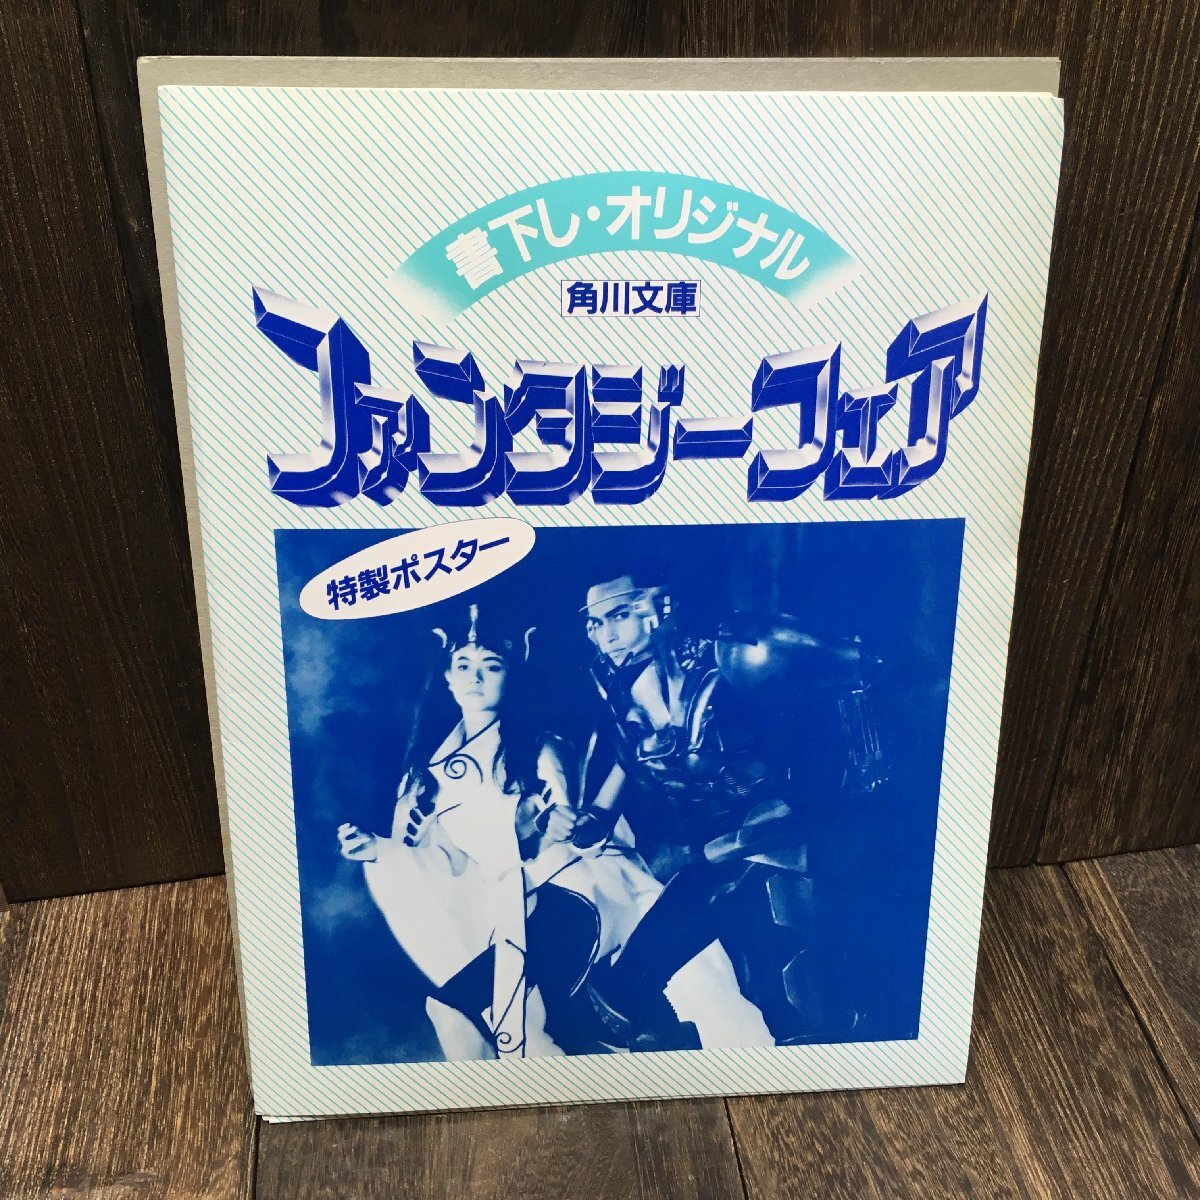 書下し・オリジナル
角川文庫
ファンタジーフェア
特製ポスター